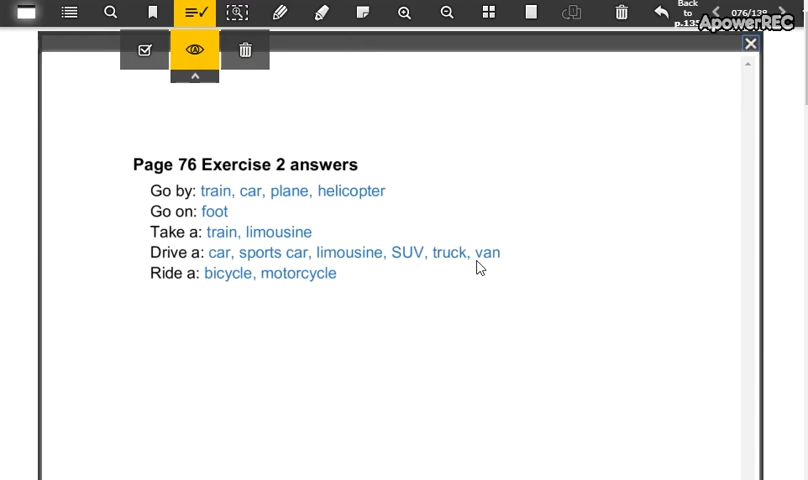 Back
to
p.135
076/138
ApowerREC
Page 76 Exercise 2 answers
Go by: train, car, plane, helicopter
Go on: foot
Take a: train, limousine
Drive a: car, sports car, limousine, SUV, truck, van
Ride a: bicycle, motorcycle